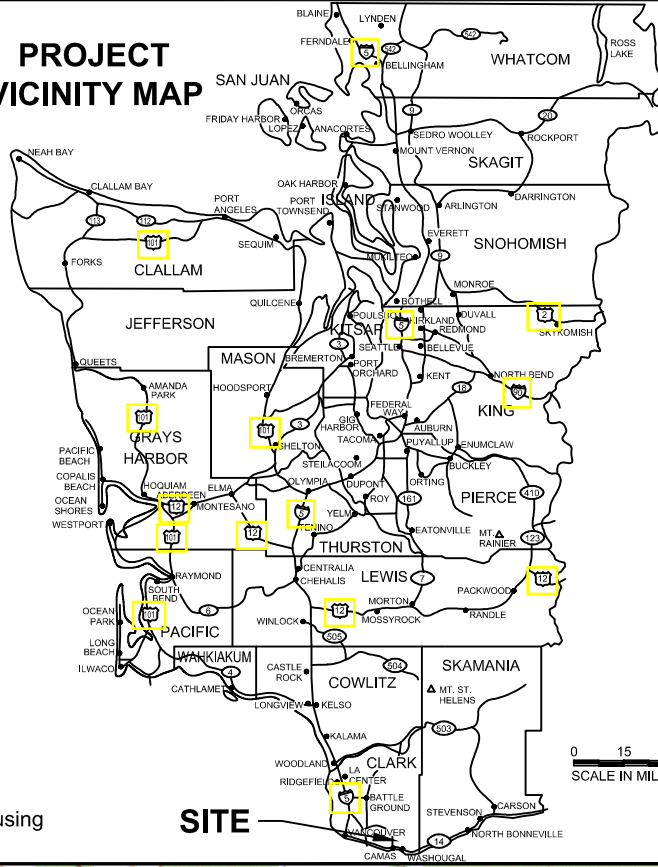 PROJECT
VICINITY MAP
BLAINE
LYNDEN
FERNDALE
5
542
542
BELLINGHAM
WHATCOM
ROSS
LAKE
SAN JUAN
ORCAS
FRIDAY HARBOR
LOPEZ
ANACORTES
9
20
SEDRO WOOLLEY
ROCKPORT
MOUNT VERNON
SKAGIT
NEAH BAY
CLALLAM BAY
OAK HARBOR
ISLAND
DARRINGTON
PORT
ANGELES
PORT
TOWNSEND
STANWOOD
ARLINGTON
113
112
101
SEQUIM
EVERETT
SNOHOMISH
FORKS
CLALLAM
MUKILTEO
9
MONROE
QUILCENE
BOTHELL
JEFFERSON
POULSBO
KIRKLAND
DUVALL
2
KITSAP
5
REDMOND
SKYKOMISH
MASON
3
SEATTLE
BELLEVUE
BREMERTON
QUEETS
PORT
ORCHARD
KENT
NORTH BEND
AMANDA
PARK
HOODSPORT
18
90
101
FEDERAL
WAY
KING
101
3
GIG
HARBOR
AUBURN
GRAYS
HARBOR
SHELTON
TACOMA
PUYALLUP
ENUMCLAW
PACIFIC
BEACH
STEILACOOM
BUCKLEY
COPALIS
BEACH
OLYMPIA
DUPONT
ORTING
HOQUIAM
ELMA
ROY
161
PIERCE
410
OCEAN
SHORES
ABERDEEN
12
MONTESANO
5
YELM
WESTPORT
TENINO
EATONVILLE
MT.
RAINIER
123
101
12
THURSTON
CENTRALIA
LEWIS
RAYMOND
CHEHALIS
7
12
SOUTH
BEND
MORTON
PACKWOOD
OCEAN
PARK
101
6
12
MOSSYROCK
RANDLE
WINLOCK
PACIFIC
505
LONG
BEACH
WAHKIAKUM
504
SKAMANIA
ILWACO
4
CASTLE
ROCK
COWLITZ
CATHLAMET
MT. ST.
HELENS
LONGVIEW
KELSO
503
KALAMA
0 15
SCALE IN MIL
WOODLAND
CLARK
RIDGEFIELD
LA
CENTER
5
BATTLE
GROUND
CARSON
STEVENSON
using
SITE
VANCOUVER
NORTH BONNEVILLE
14
CAMAS
WASHOUGAL